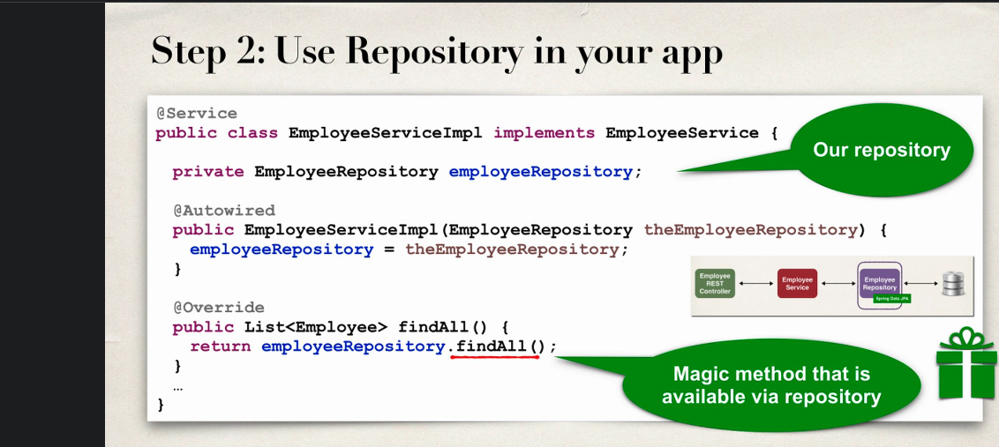 Step 2: Use Repository in your app
@Service
public class EmployeeServiceImpl implements EmployeeService {
private EmployeeRepository employeeRepository;
@Autowired
public EmployeeServiceImpl(EmployeeRepository theEmployeeRepository) {
employeeRepository = theEmployeeRepository;
}
@Override
public List<Employee> findAll() {
return employeeRepository.findAll();
}
…
}
Our repository
Employee
REST
Controller
Employee
Service
Employee
Repository
Spring Data JPA
Magic method that is
available via repository